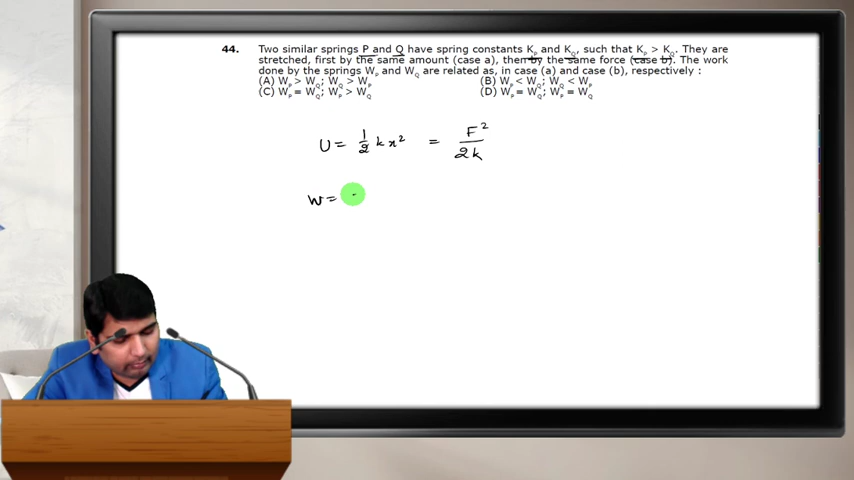 44. Two similar springs P and Q have spring constants K_P and K_Q, such that K_P > K_Q. They are
stretched, first by the same amount (case a), then by the same force (case b). The work
done by the springs W_P and W_Q are related as, in case (a) and case (b), respectively :
(A) W_P > W_Q; W_Q > W_P (B) W_P < W_Q; W_Q < W_P
(C) W_P = W_Q; W_P > W_Q (D) W_P = W_Q; W_P = W_Q
U = 1/2 k x² = F²/2k
W =